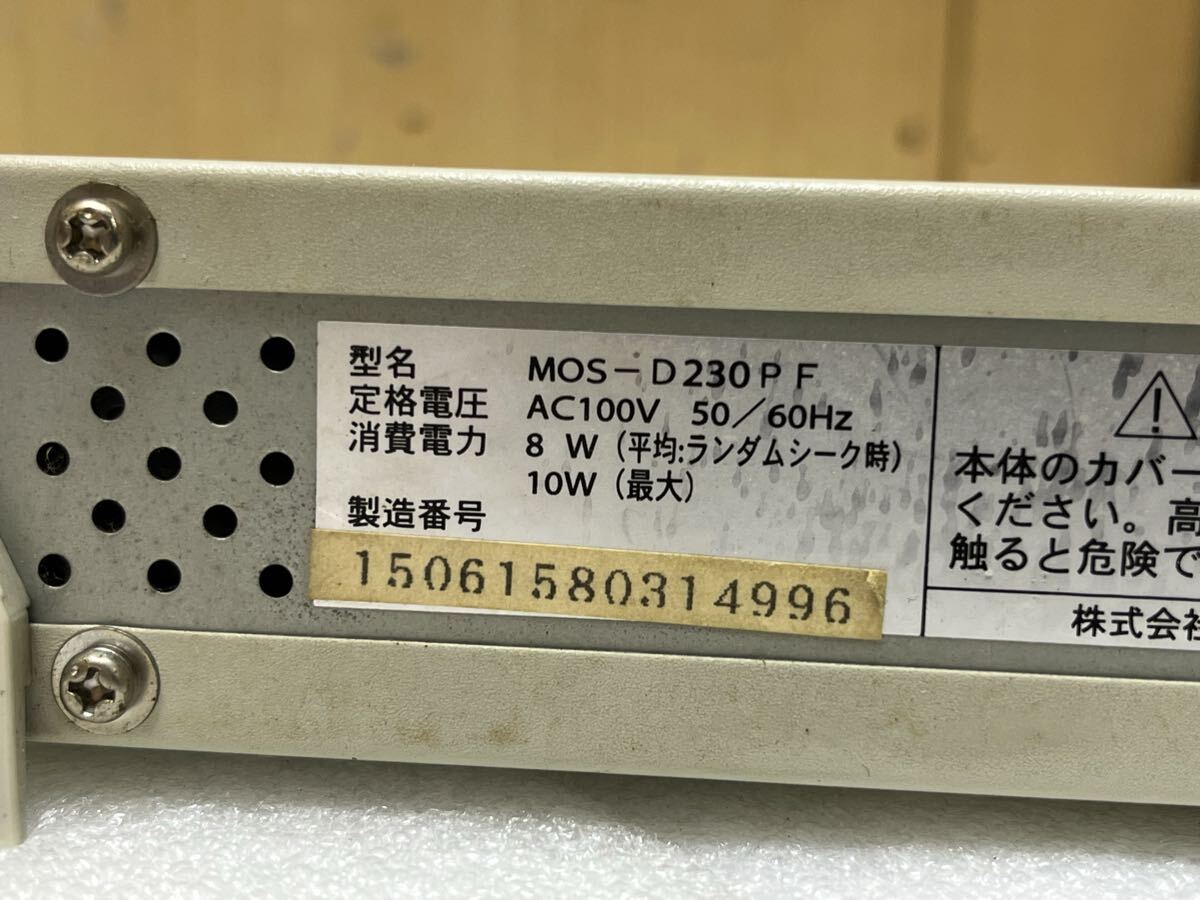 型名 MOS-D230PF
定格電圧 AC100V 50/60Hz
消費電力 8 W (平均:ランダムシーク時)
10W (最大)
製造番号
15061580314996
本体のカバー
ください。高
触ると危険で
株式会社